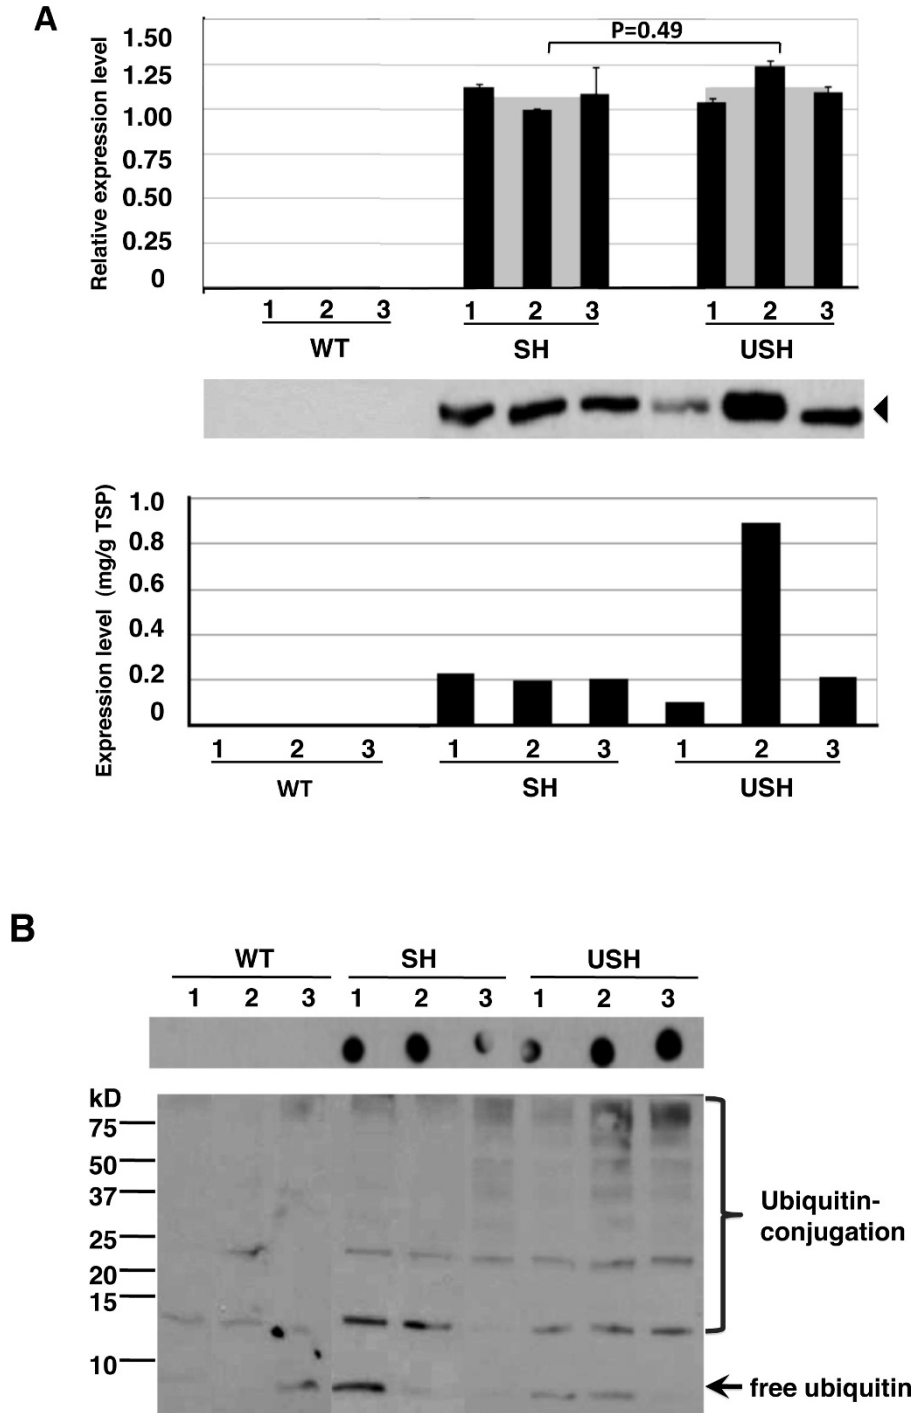 A
Relative expression level
1.50
1.25
1.00
0.75
0.50
0.25
0
P=0.49
1 2 3 1 2 3 1 2 3
WT SH USH
Expression level (mg/g TSP)
1.0
0.8
0.6
0.4
0.2
0
1 2 3 1 2 3 1 2 3
WT SH USH
B
WT SH USH
1 2 3 1 2 3 1 2 3
kD
75
50
37
25
20
15
10
Ubiquitin-
conjugation
free ubiquitin